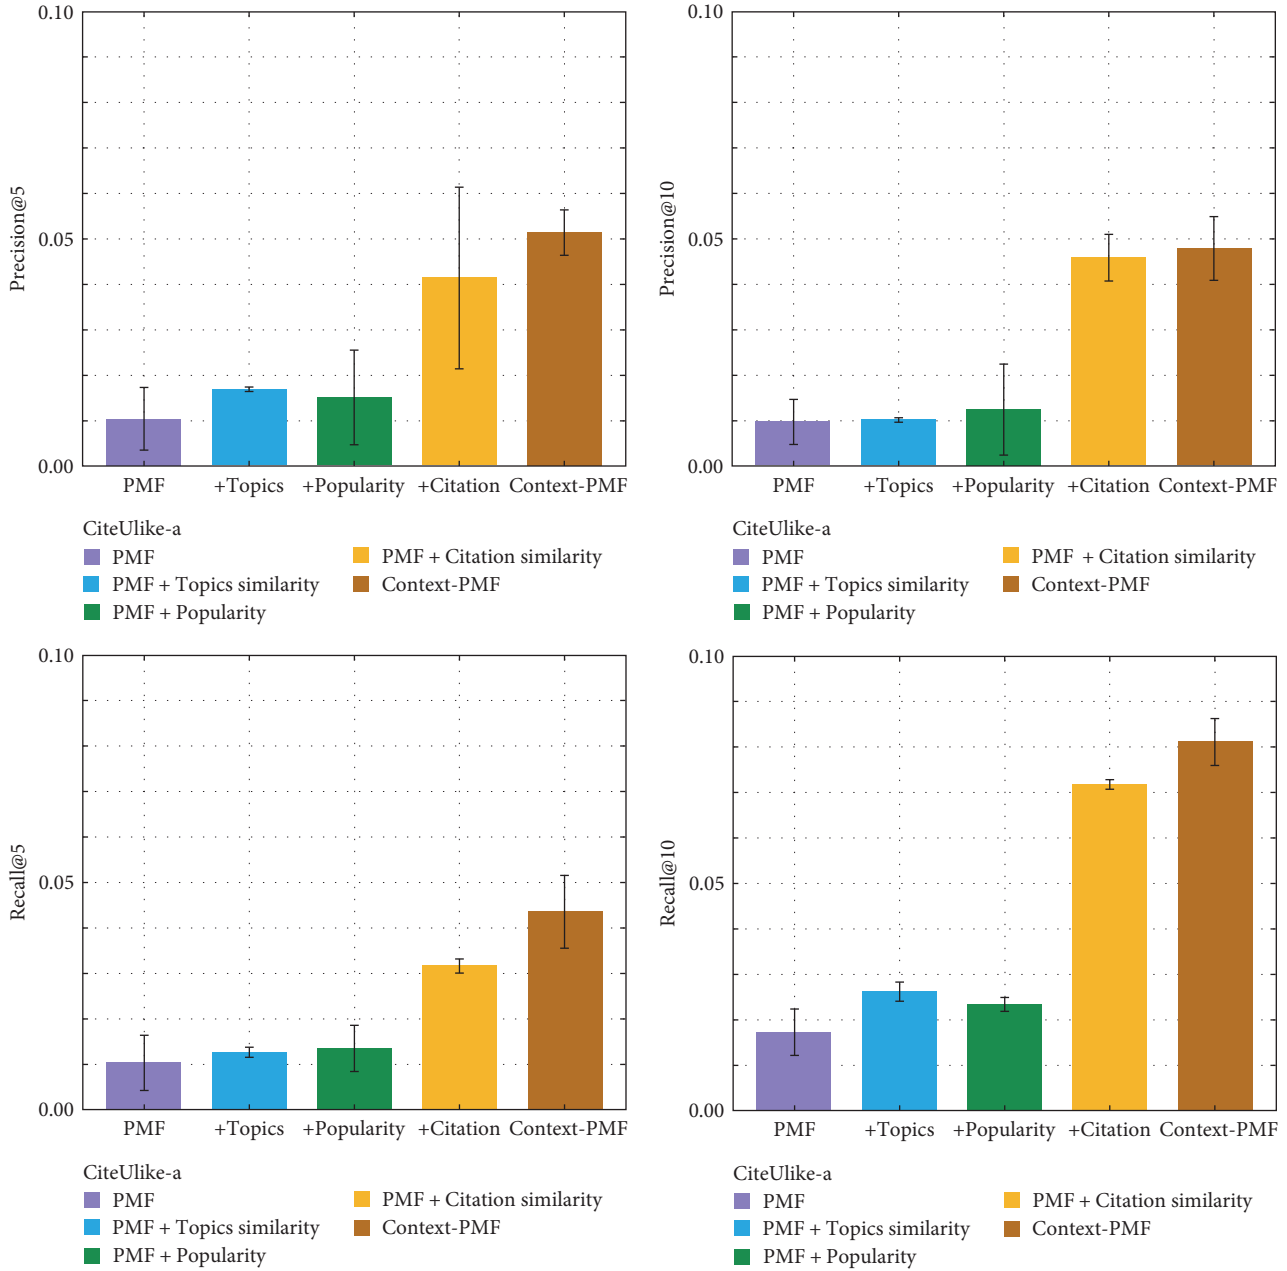 0.10
0.05
0.00
Precision@5
PMF +Topics +Popularity +Citation Context-PMF
CiteUlike-a
PMF
PMF + Topics similarity
PMF + Popularity
PMF + Citation similarity
Context-PMF
0.10
0.05
0.00
Precision@10
PMF +Topics +Popularity +Citation Context-PMF
CiteUlike-a
PMF
PMF + Topics similarity
PMF + Popularity
PMF + Citation similarity
Context-PMF
0.10
0.05
0.00
Recall@5
PMF +Topics +Popularity +Citation Context-PMF
CiteUlike-a
PMF
PMF + Topics similarity
PMF + Popularity
PMF + Citation similarity
Context-PMF
0.10
0.05
0.00
Recall@10
PMF +Topics +Popularity +Citation Context-PMF
CiteUlike-a
PMF
PMF + Topics similarity
PMF + Popularity
PMF + Citation similarity
Context-PMF